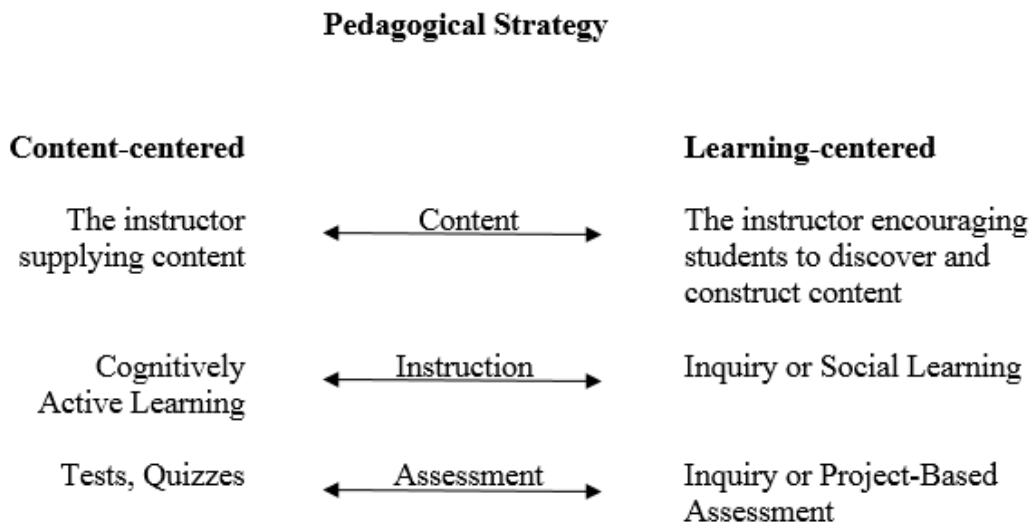 Pedagogical Strategy
Content-centered
Learning-centered
The instructor
supplying content
Content
The instructor encouraging
students to discover and
construct content
Cognitively
Active Learning
Instruction
Inquiry or Social Learning
Tests, Quizzes
Assessment
Inquiry or Project-Based
Assessment